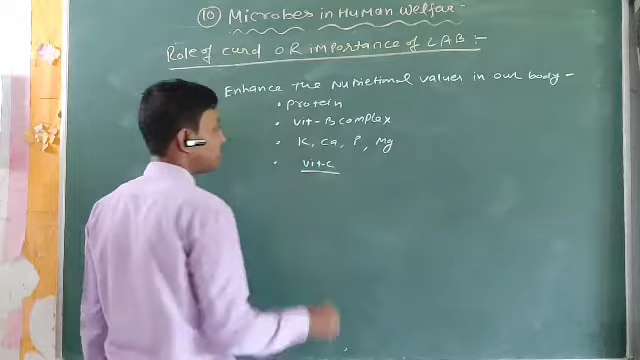 ⑩ Microbes in Human Welfar-
Role of curd OR importance of LAB :-
Enhance The Nutritional values in our body -
• Protein
• Vit-B complex
• K, Ca, P, Mg
• Vit-C